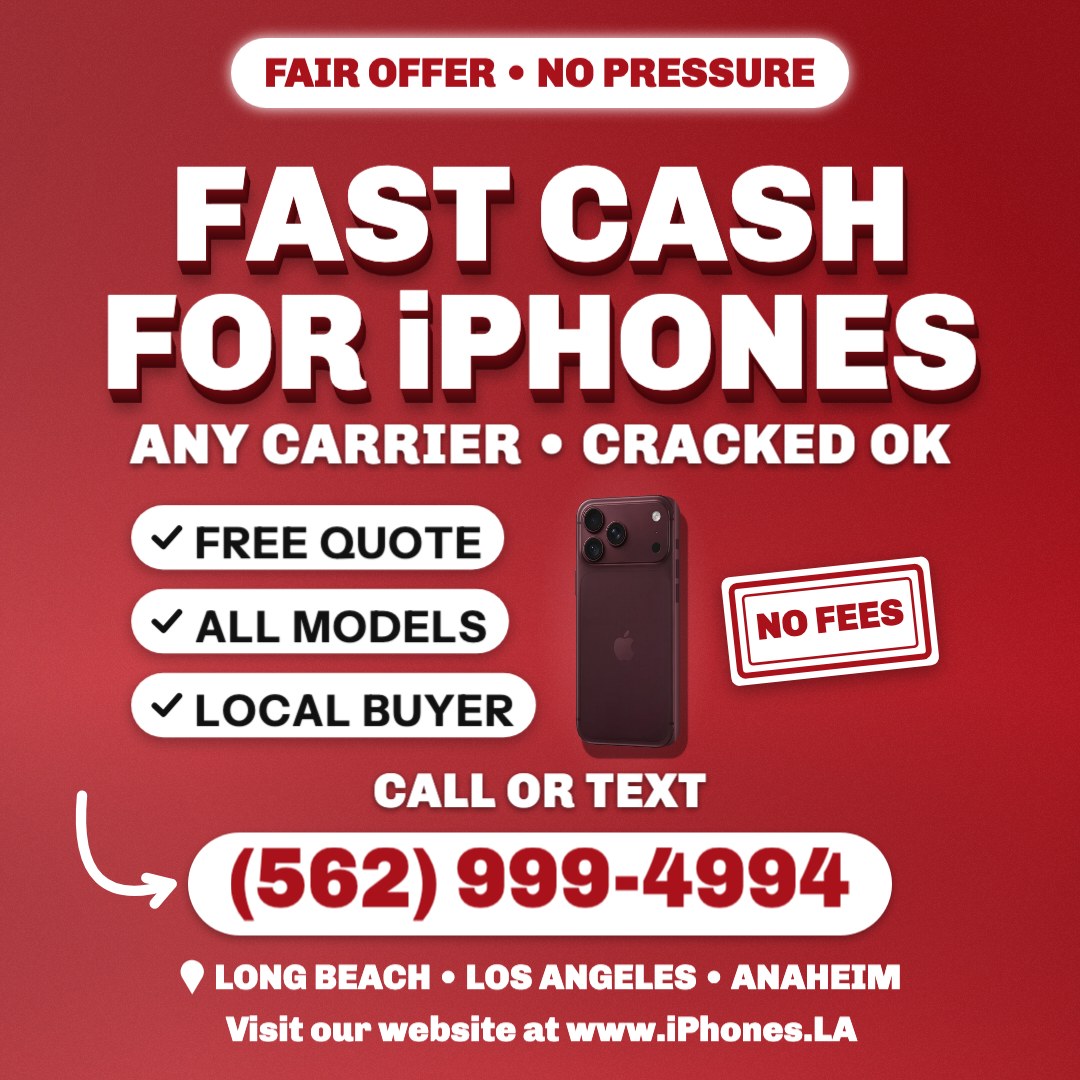 FAIR OFFER • NO PRESSURE
FAST CASH
FOR iPHONES
ANY CARRIER • CRACKED OK
FREE QUOTE
ALL MODELS
LOCAL BUYER
NO FEES
CALL OR TEXT
(562) 999-4994
LONG BEACH • LOS ANGELES • ANAHEIM
Visit our website at www.iPhones.LA